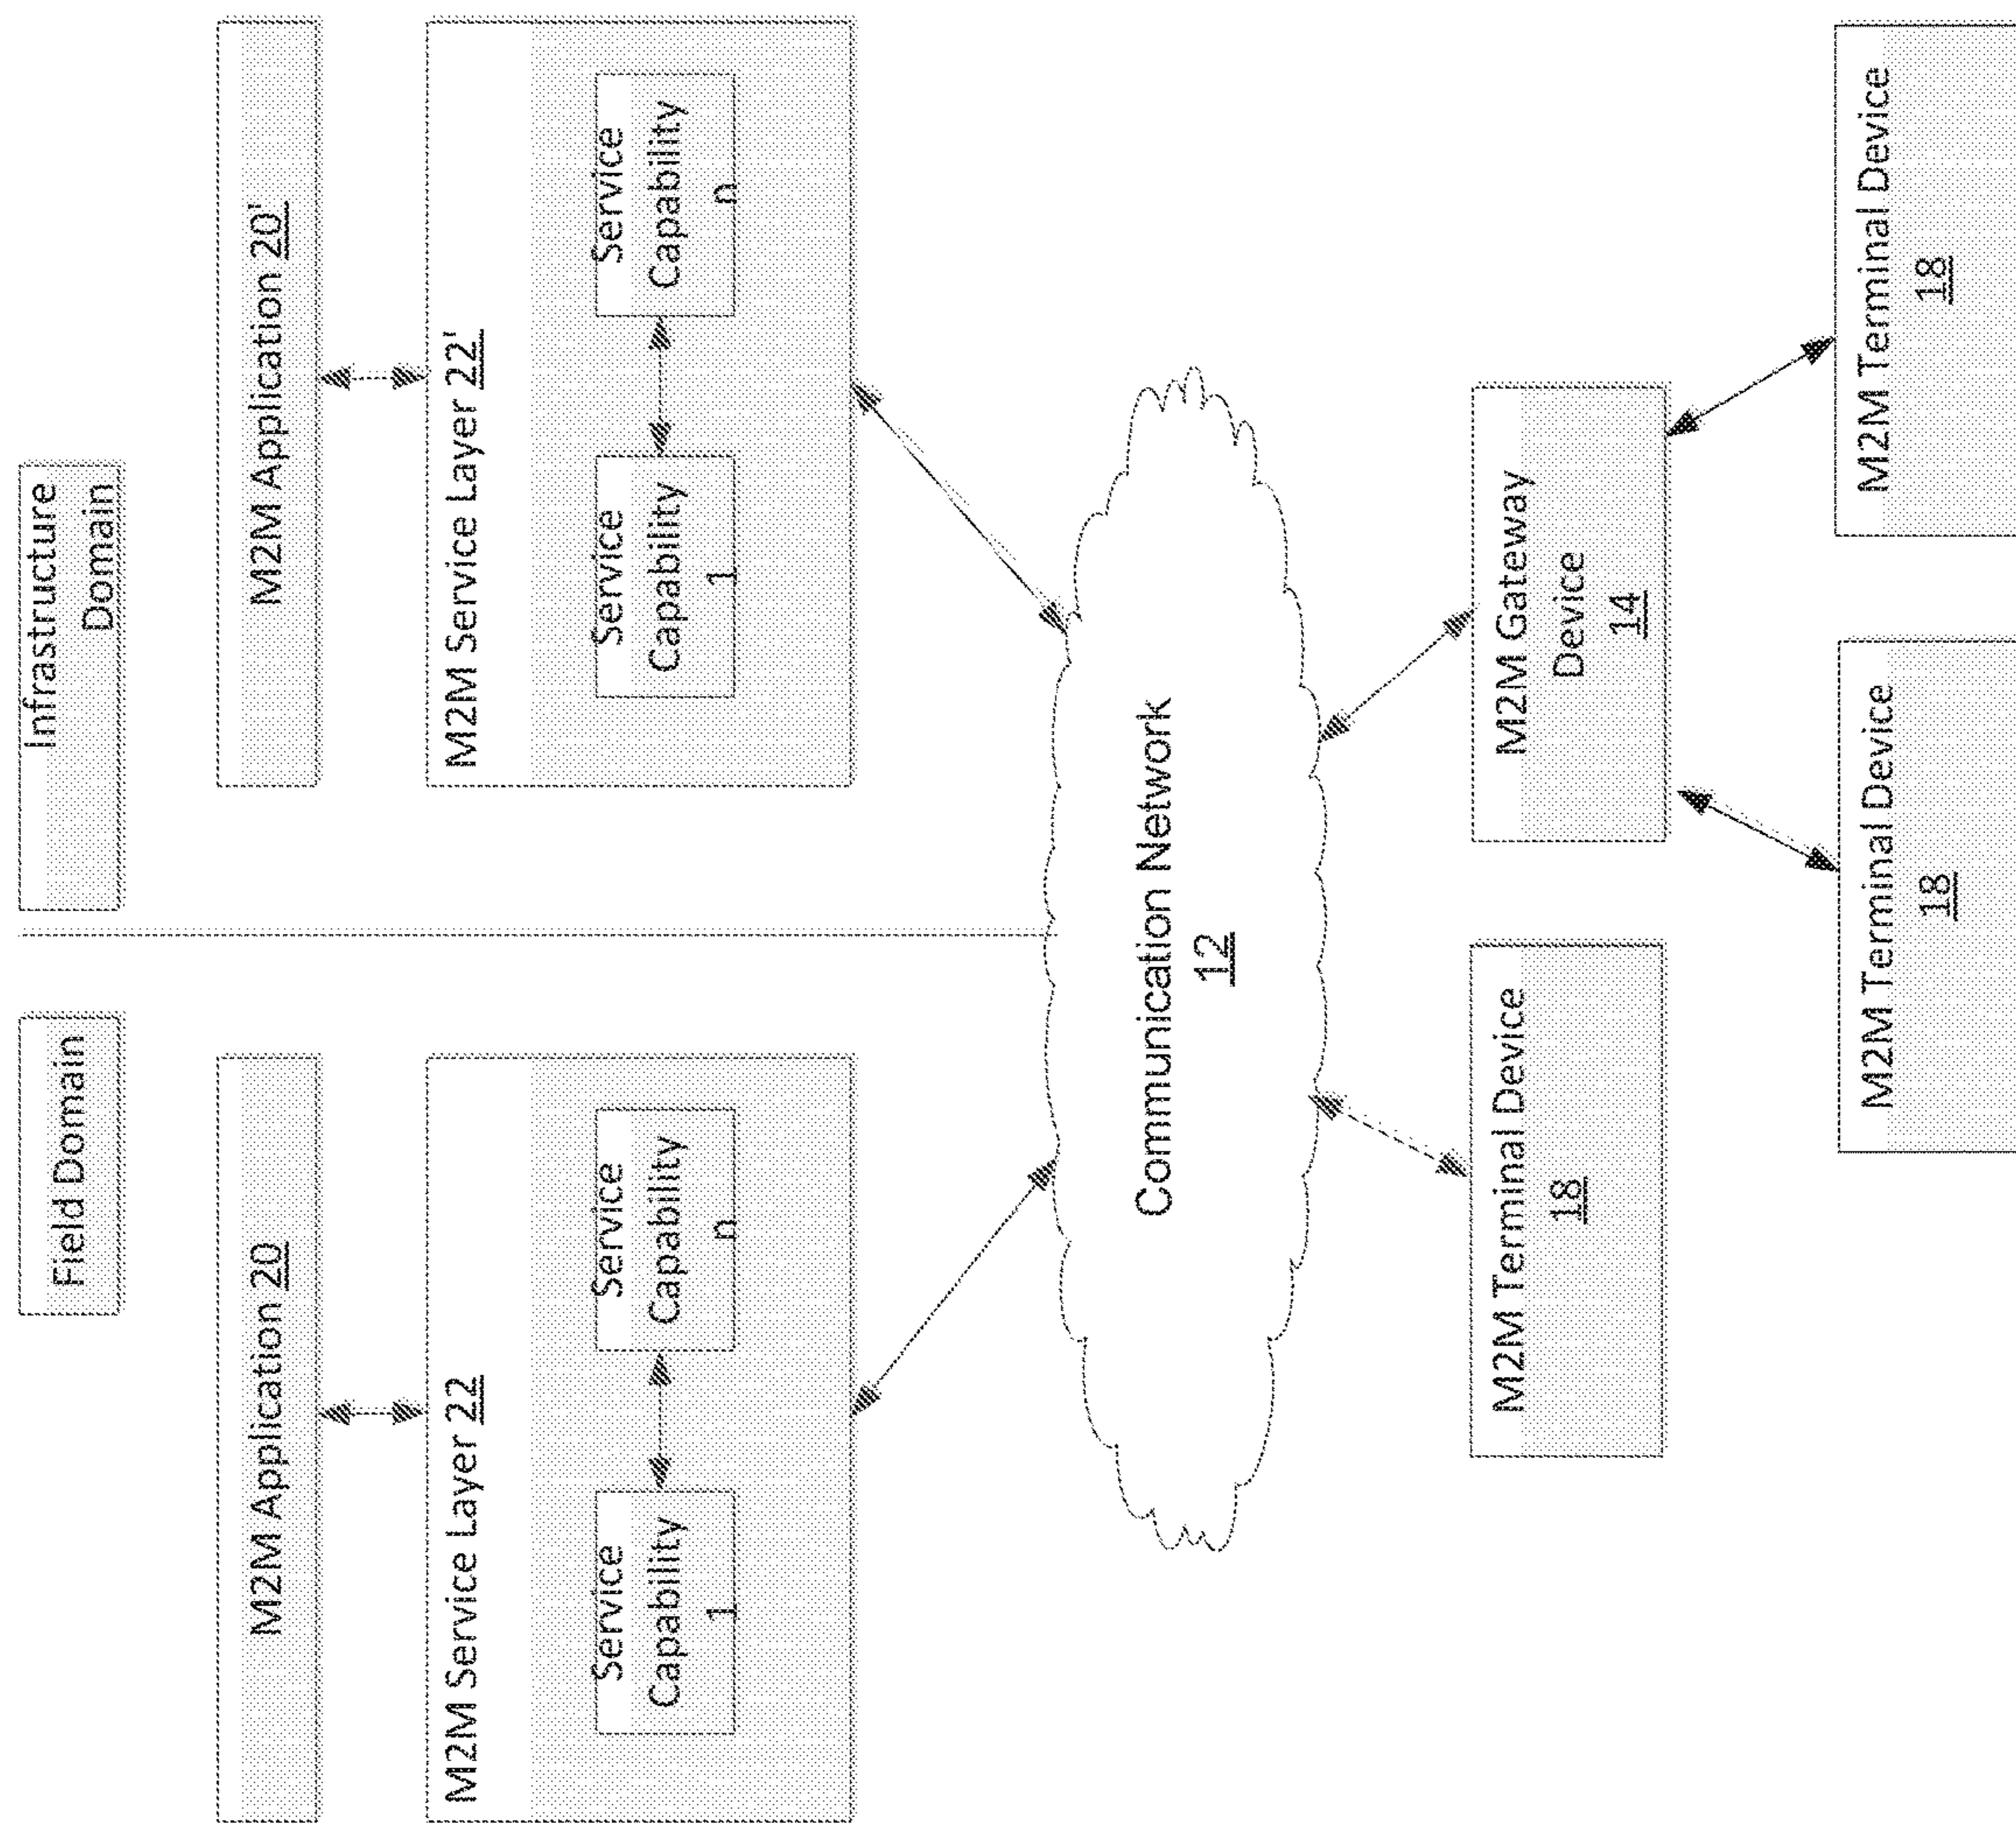 Field Domain
Infrastructure
Domain
M2M Application 20
M2M Application 20'
M2M Service Layer 22
M2M Service Layer 22'
Service
Capability
1
Service
Capability
n
Service
Capability
1
Service
Capability
n
Communication Network
12
M2M Terminal Device
18
M2M Gateway
Device
14
M2M Terminal Device
18
M2M Terminal Device
18